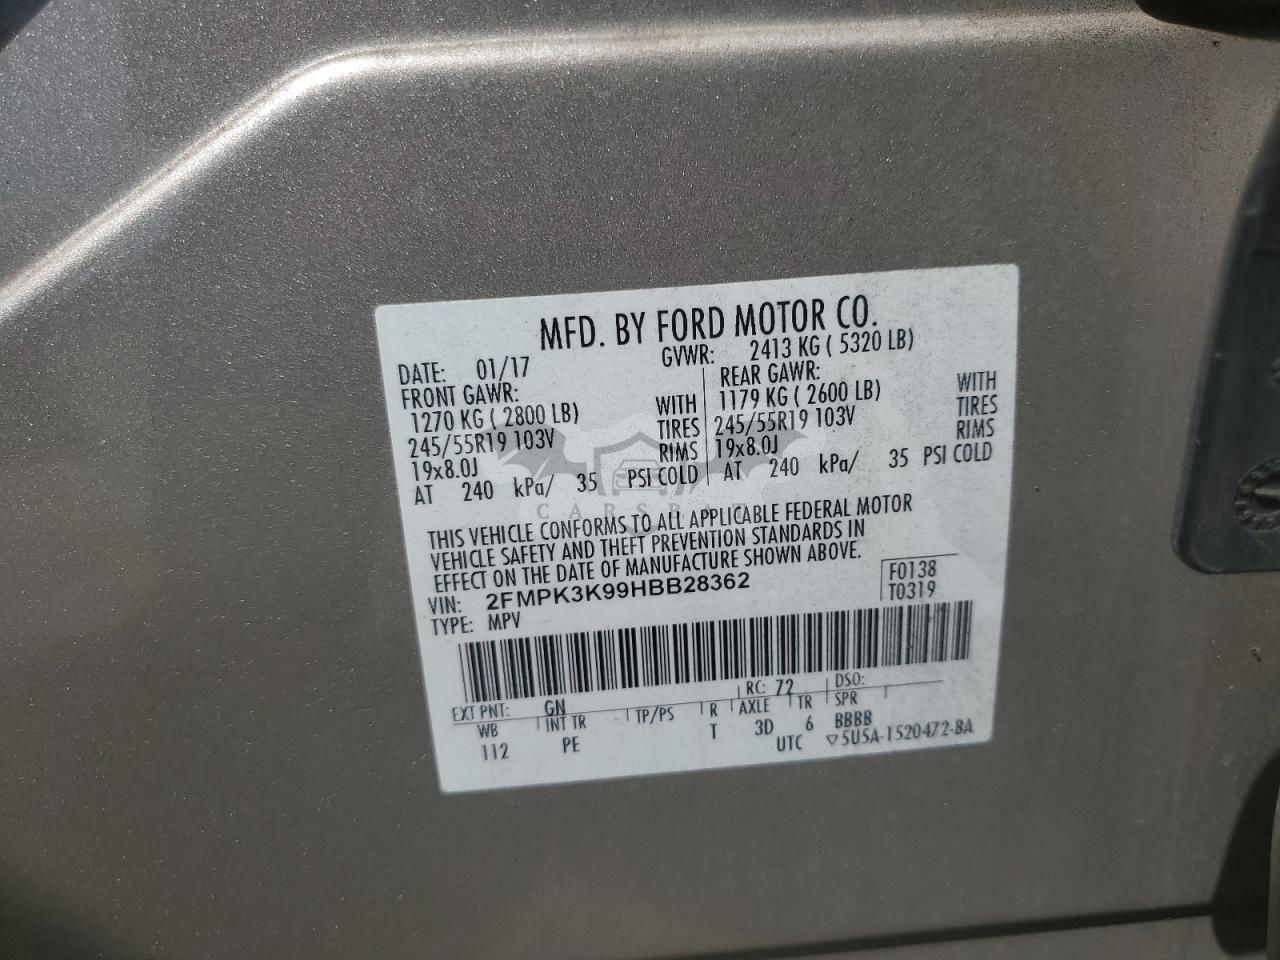 MFD. BY FORD MOTOR CO.
DATE: 01/17 GVWR: 2413 KG ( 5320 LB)
FRONT GAWR: REAR GAWR:
1270 KG ( 2800 LB) WITH 1179 KG ( 2600 LB) WITH
245/55R19 103V TIRES 245/55R19 103V TIRES
19x8.0J RIMS 19x8.0J RIMS
AT 240 kPa/ 35 PSI COLD AT 240 kPa/ 35 PSI COLD
THIS VEHICLE CONFORMS TO ALL APPLICABLE FEDERAL MOTOR
VEHICLE SAFETY AND THEFT PREVENTION STANDARDS IN
EFFECT ON THE DATE OF MANUFACTURE SHOWN ABOVE.
VIN: 2FMPK3K99HBB28362 F0138
TYPE: MPV T0319
EXT PNT: GN RC: 72 DSO:
WB INT TR TP/PS R AXLE TR SPR
112 PE T 3D 6 BBBB
UTC ▽5U5A-1520472-BA